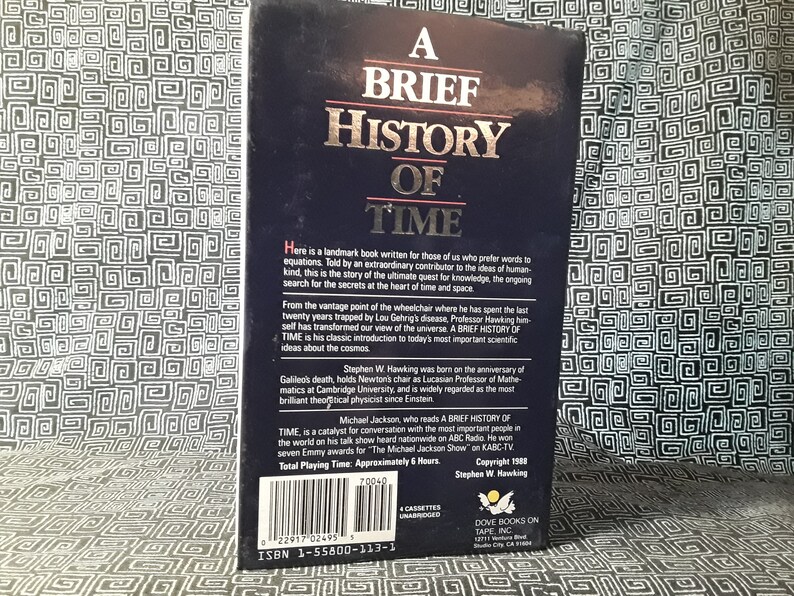 A
BRIEF
HISTORY
OF
TIME
Here is a landmark book written for those of us who prefer words to
equations. Told by an extraordinary contributor to the ideas of human-
kind, this is the story of the ultimate quest for knowledge, the ongoing
search for the secrets at the heart of time and space.
From the vantage point of the wheelchair where he has spent the last
twenty years trapped by Lou Gehrig's disease, Professor Hawking him-
self has transformed our view of the universe. A BRIEF HISTORY OF
TIME is his classic introduction to today's most important scientific
ideas about the cosmos.
Stephen W. Hawking was born on the anniversary of
Galileo's death, holds Newton's chair as Lucasian Professor of Mathe-
matics at Cambridge University, and is widely regarded as the most
brilliant theoretical physicist since Einstein.
Michael Jackson, who reads A BRIEF HISTORY OF
TIME, is a catalyst for conversation with the most important people in
the world on his talk show heard nationwide on ABC Radio. He won
seven Emmy awards for "The Michael Jackson Show" on KABC-TV.
Total Playing Time: Approximately 6 Hours.
Copyright 1988
Stephen W. Hawking
70040
0 22917 02495 5
ISBN 1-55800-113-1
4 CASSETTES
UNABRIDGED
DOVE BOOKS ON
TAPE, INC.
12711 Ventura Blvd.
Studio City, CA 91604